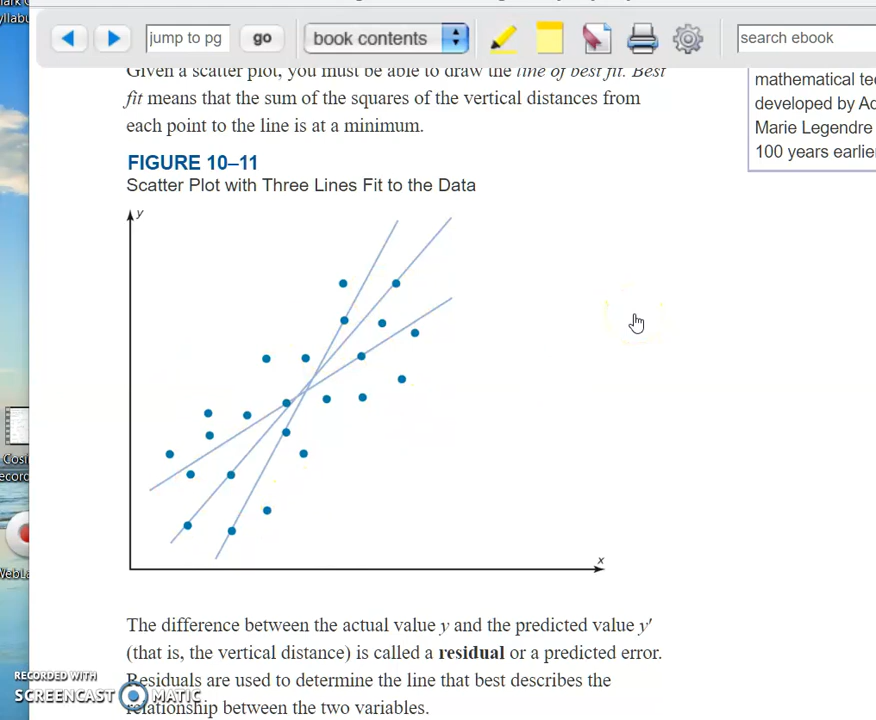 jump to pg
go
book contents
search ebook
Given a scatter plot, you must be able to draw the line of best fit. Best
fit means that the sum of the squares of the vertical distances from
each point to the line is at a minimum.
mathematical te
developed by Ad
Marie Legendre
100 years earlier
FIGURE 10–11
Scatter Plot with Three Lines Fit to the Data
y
x
The difference between the actual value y and the predicted value y′
(that is, the vertical distance) is called a residual or a predicted error.
Residuals are used to determine the line that best describes the
relationship between the two variables.
RECORDED WITH
SCREENCAST MATIC